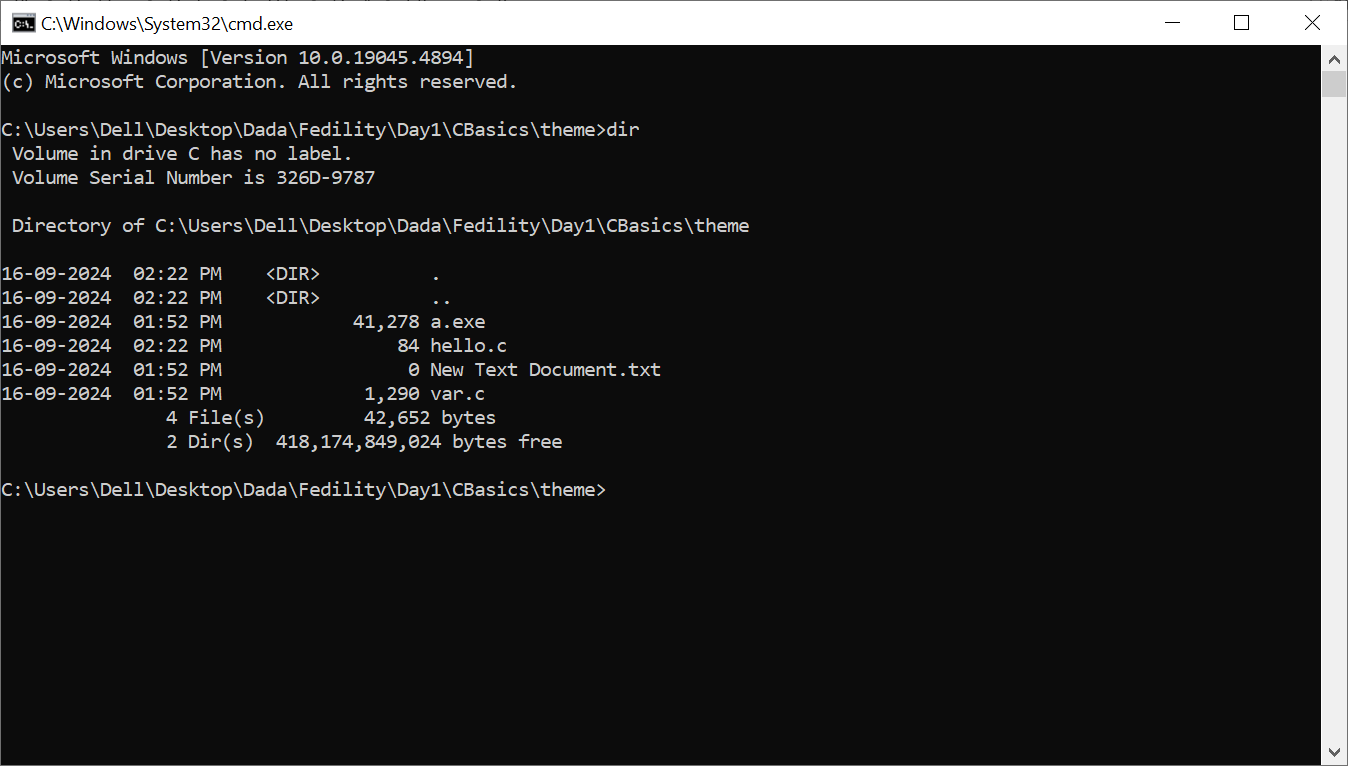 C:\Windows\System32\cmd.exe
Microsoft Windows [Version 10.0.19045.4894]
(c) Microsoft Corporation. All rights reserved.
C:\Users\Dell\Desktop\Dada\Fedility\Day1\CBasics\theme>dir
 Volume in drive C has no label.
 Volume Serial Number is 326D-9787
 Directory of C:\Users\Dell\Desktop\Dada\Fedility\Day1\CBasics\theme
16-09-2024  02:22 PM    <DIR>          .
16-09-2024  02:22 PM    <DIR>          ..
16-09-2024  01:52 PM            41,278 a.exe
16-09-2024  02:22 PM                84 hello.c
16-09-2024  01:52 PM                 0 New Text Document.txt
16-09-2024  01:52 PM             1,290 var.c
               4 File(s)         42,652 bytes
               2 Dir(s)  418,174,849,024 bytes free
C:\Users\Dell\Desktop\Dada\Fedility\Day1\CBasics\theme>